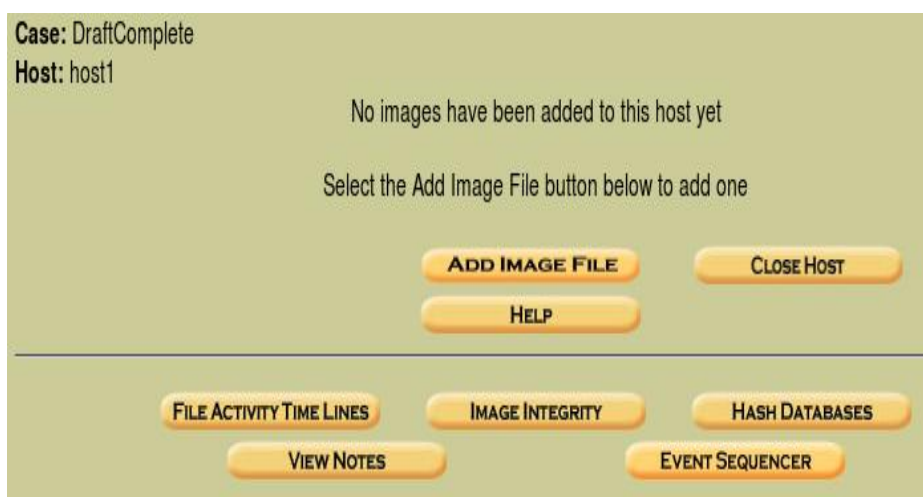 Case: DraftComplete
Host: host1
No images have been added to this host yet
Select the Add Image File button below to add one
ADD IMAGE FILE CLOSE HOST
HELP
FILE ACTIVITY TIME LINES IMAGE INTEGRITY HASH DATABASES
VIEW NOTES EVENT SEQUENCER